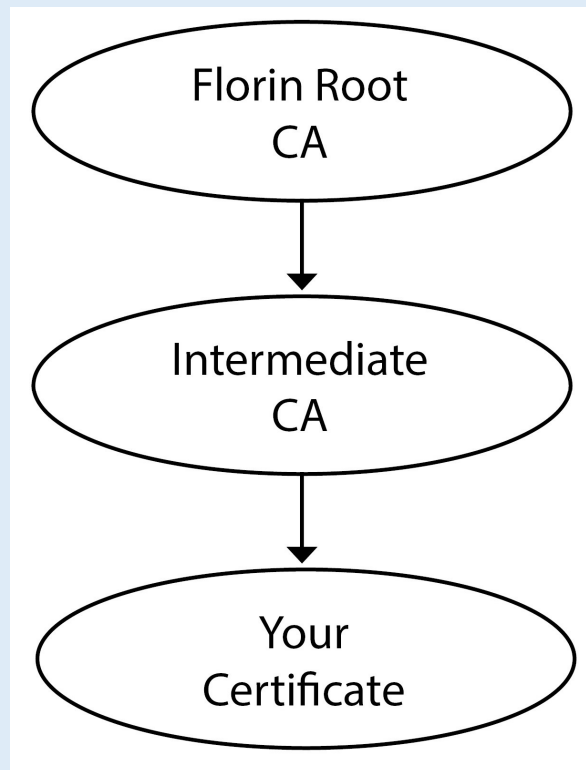 Florin Root
CA
Intermediate
CA
Your
Certificate